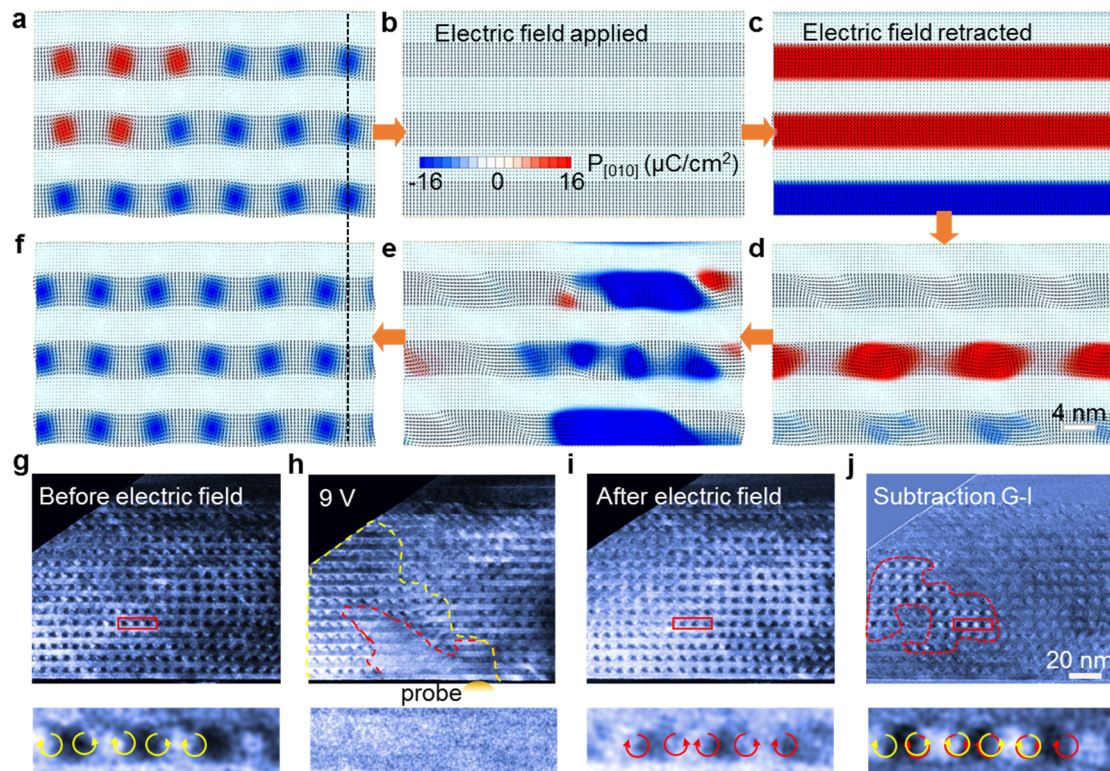 a
b
Electric field applied
c
Electric field retracted
-16
0
16
P[010] (μC/cm²)
f
e
d
4 nm
g
Before electric field
h
9 V
i
After electric field
j
Subtraction G-I
probe
20 nm